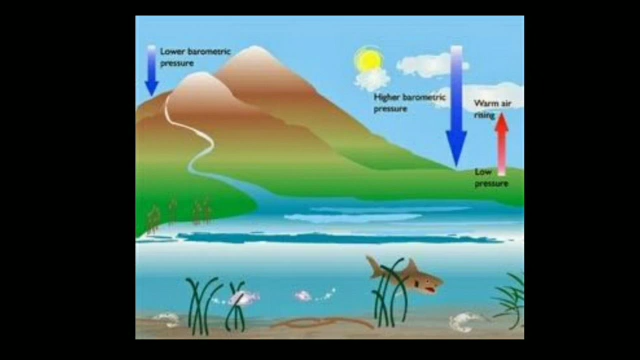 Lower barometric
pressure
Higher barometric
pressure
Warm air
rising
Low
pressure